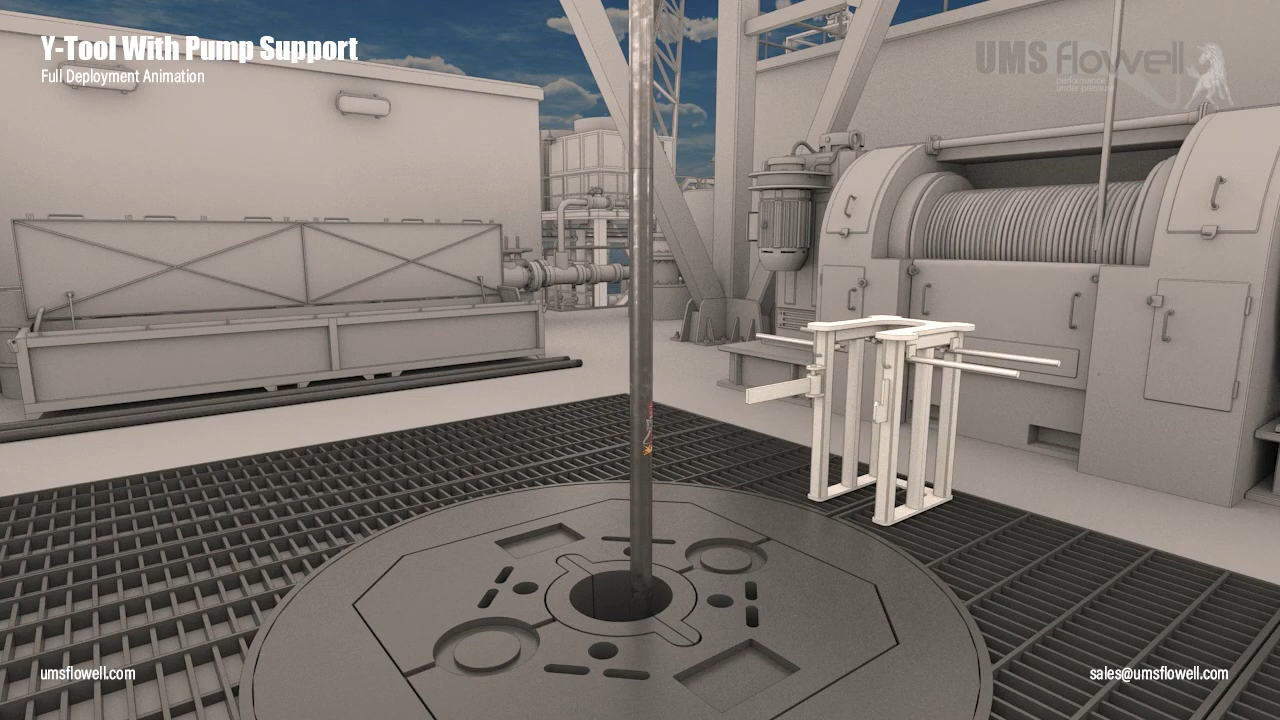 Y-Tool With Pump Support
Full Deployment Animation
UMS flowell
performance
under pressure
umsflowell.com
sales@umsflowell.com